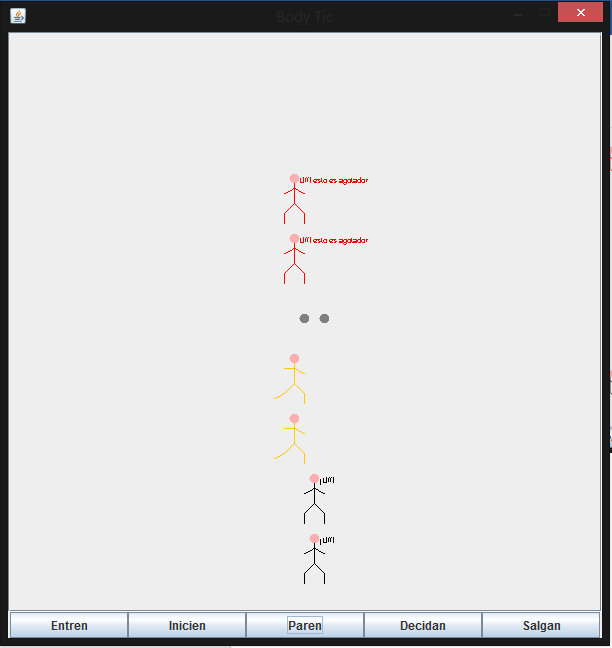 Body Tic
¡Uff! esto es agotador
¡Uff! esto es agotador
¡Uff!
¡Uff!
Entren Inicien Paren Decidan Salgan